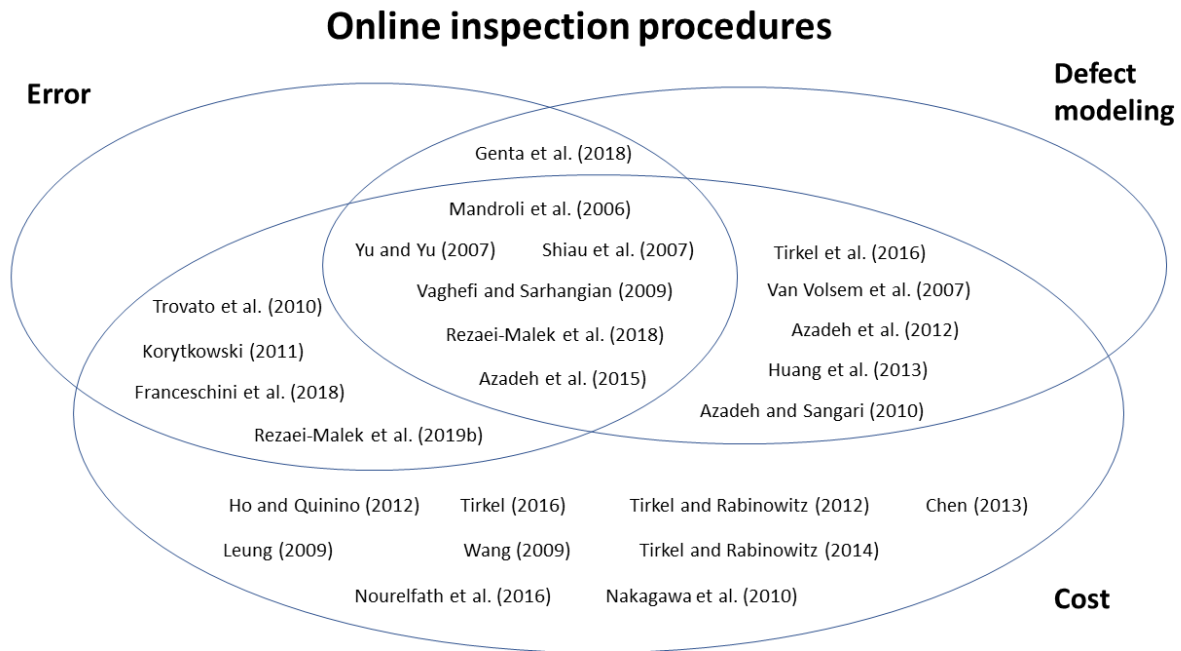 Online inspection procedures
Error
Defect
modeling
Genta et al. (2018)
Mandroli et al. (2006)
Yu and Yu (2007)
Shiau et al. (2007)
Tirkel et al. (2016)
Vaghefi and Sarhangian (2009)
Van Volsem et al. (2007)
Trovato et al. (2010)
Rezaei-Malek et al. (2018)
Azadeh et al. (2012)
Korytkowski (2011)
Azadeh et al. (2015)
Huang et al. (2013)
Franceschini et al. (2018)
Azadeh and Sangari (2010)
Rezaei-Malek et al. (2019b)
Ho and Quinino (2012)
Tirkel (2016)
Tirkel and Rabinowitz (2012)
Chen (2013)
Leung (2009)
Wang (2009)
Tirkel and Rabinowitz (2014)
Nourelfath et al. (2016)
Nakagawa et al. (2010)
Cost